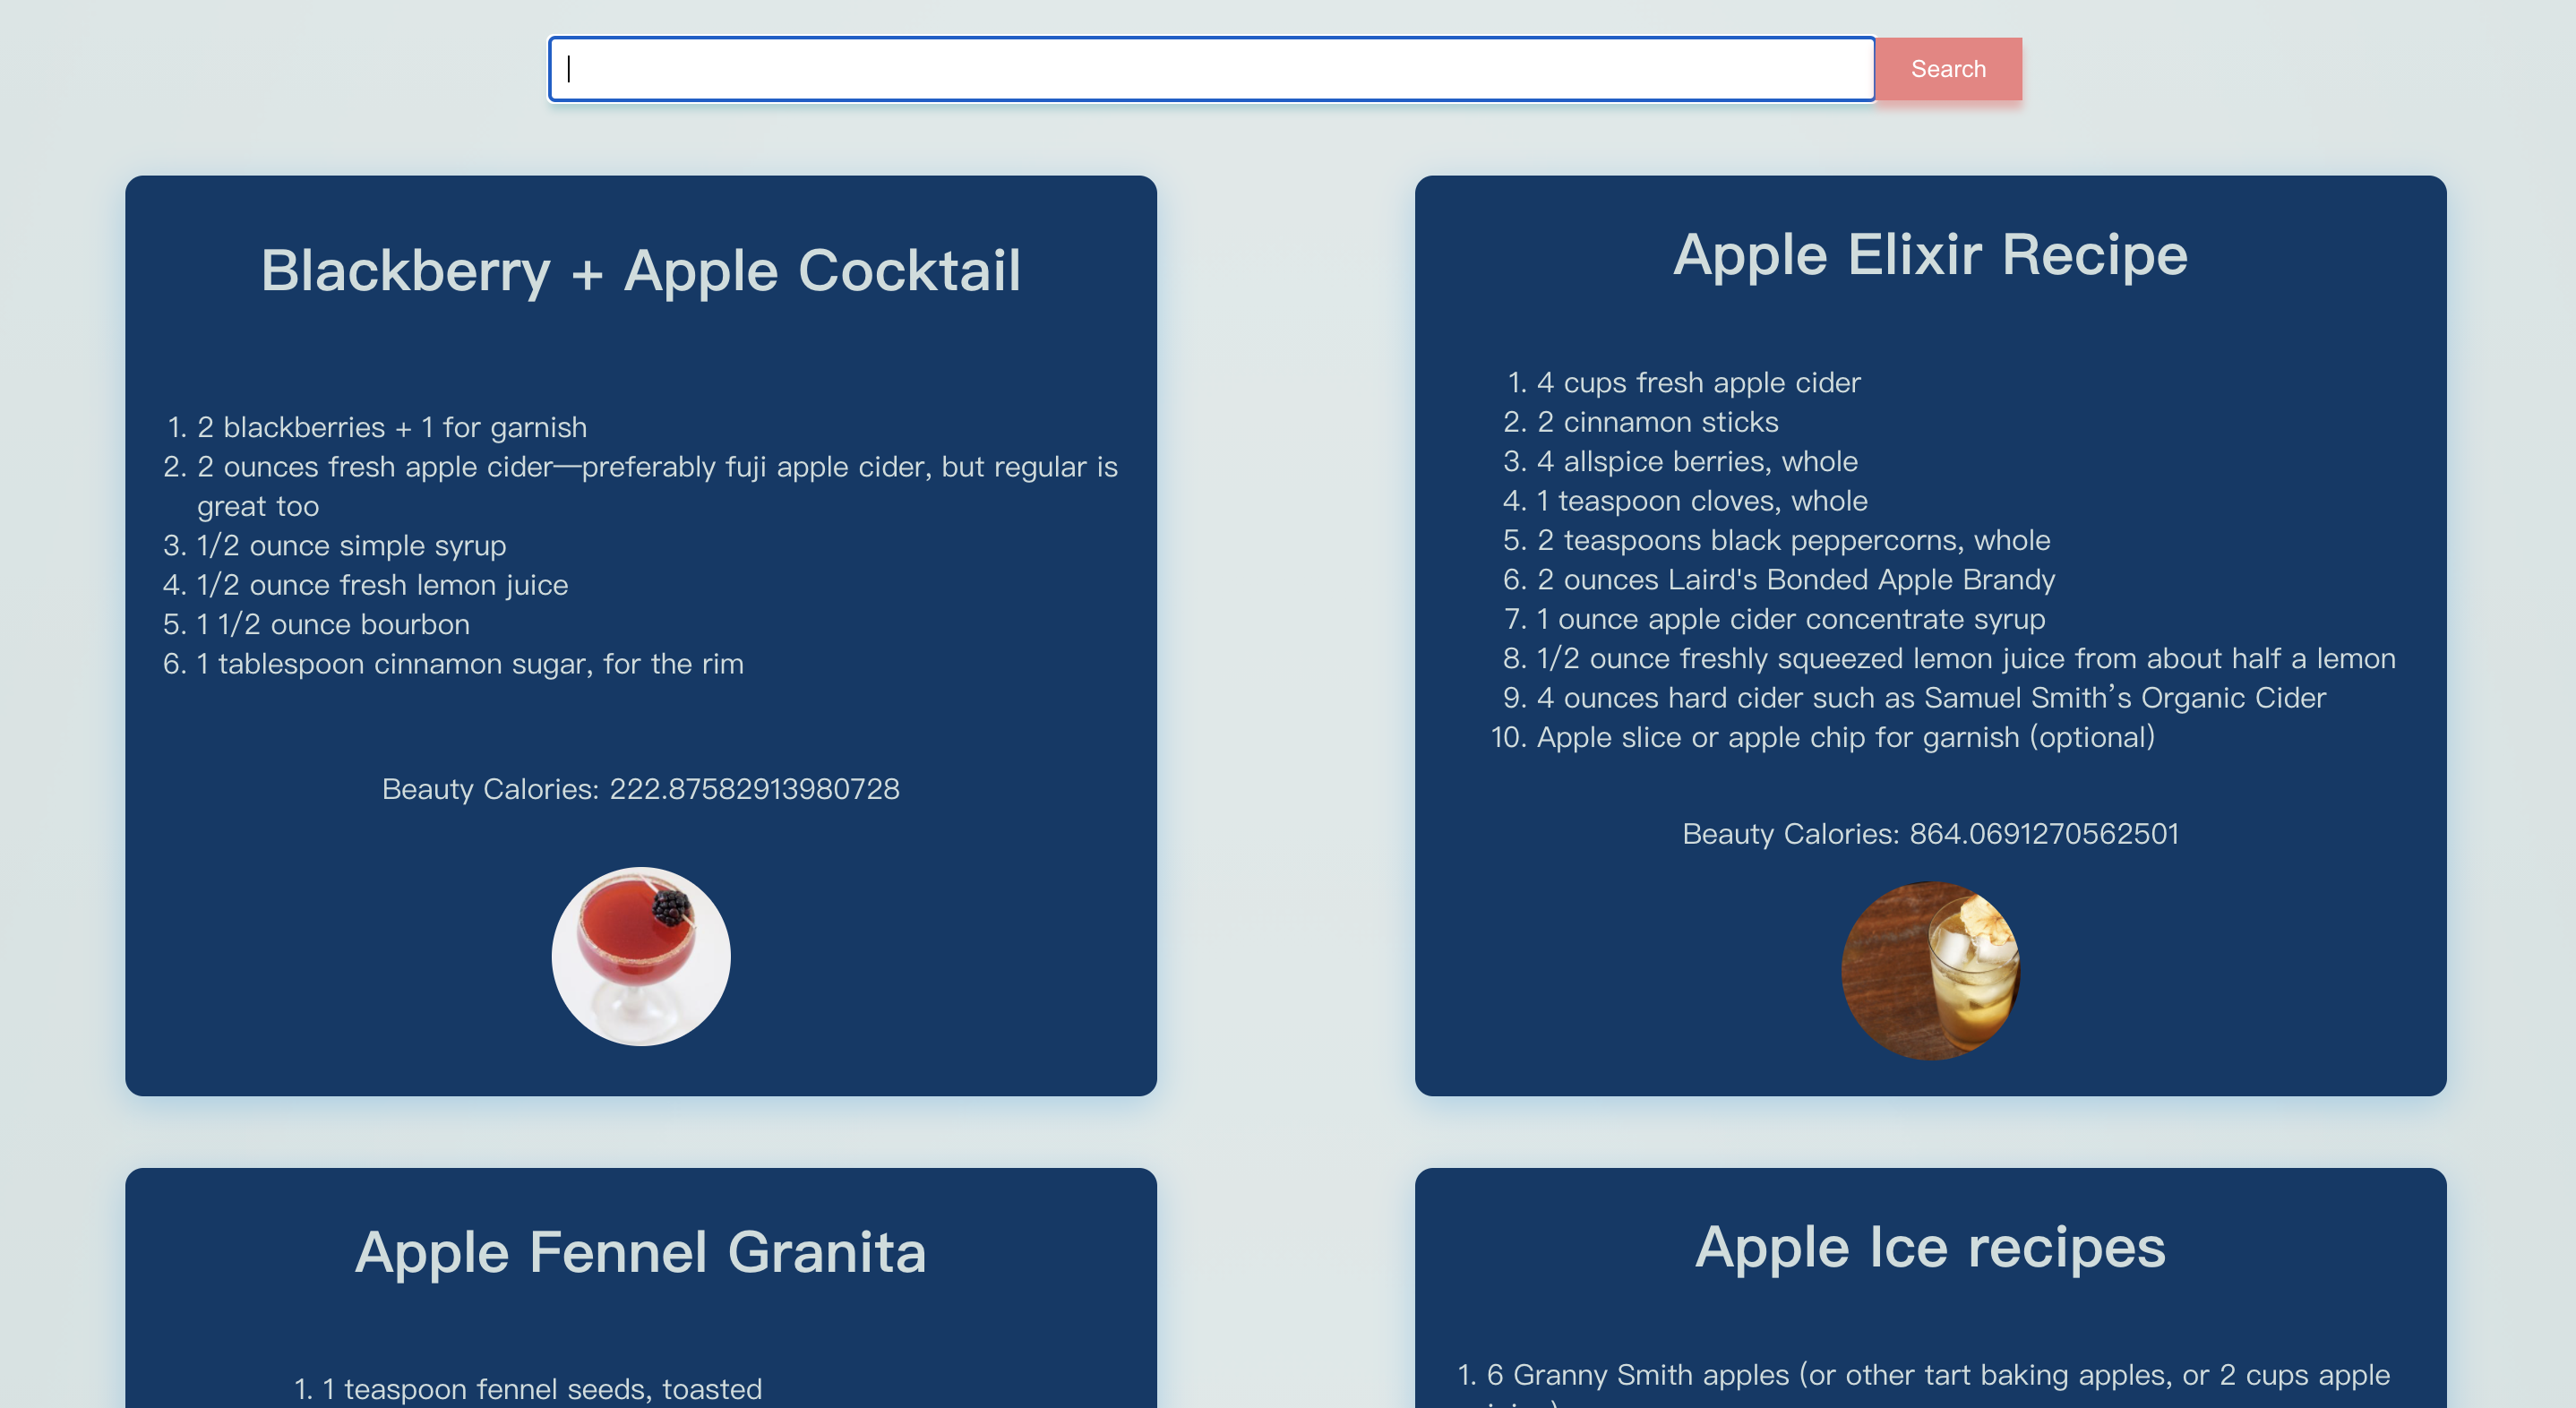 Search
Blackberry + Apple Cocktail
1. 2 blackberries + 1 for garnish
2. 2 ounces fresh apple cider—preferably fuji apple cider, but regular is
great too
3. 1/2 ounce simple syrup
4. 1/2 ounce fresh lemon juice
5. 1 1/2 ounce bourbon
6. 1 tablespoon cinnamon sugar, for the rim
Beauty Calories: 222.87582913980728
Apple Elixir Recipe
1. 4 cups fresh apple cider
2. 2 cinnamon sticks
3. 4 allspice berries, whole
4. 1 teaspoon cloves, whole
5. 2 teaspoons black peppercorns, whole
6. 2 ounces Laird's Bonded Apple Brandy
7. 1 ounce apple cider concentrate syrup
8. 1/2 ounce freshly squeezed lemon juice from about half a lemon
9. 4 ounces hard cider such as Samuel Smith’s Organic Cider
10. Apple slice or apple chip for garnish (optional)
Beauty Calories: 864.0691270562501
Apple Fennel Granita
1. 1 teaspoon fennel seeds, toasted
Apple Ice recipes
1. 6 Granny Smith apples (or other tart baking apples, or 2 cups apple